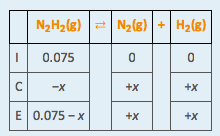 N₂H₂(g) ⇄ N₂(g) + H₂(g)
I 0.075 0 0
C -x +x +x
E 0.075 - x +x +x